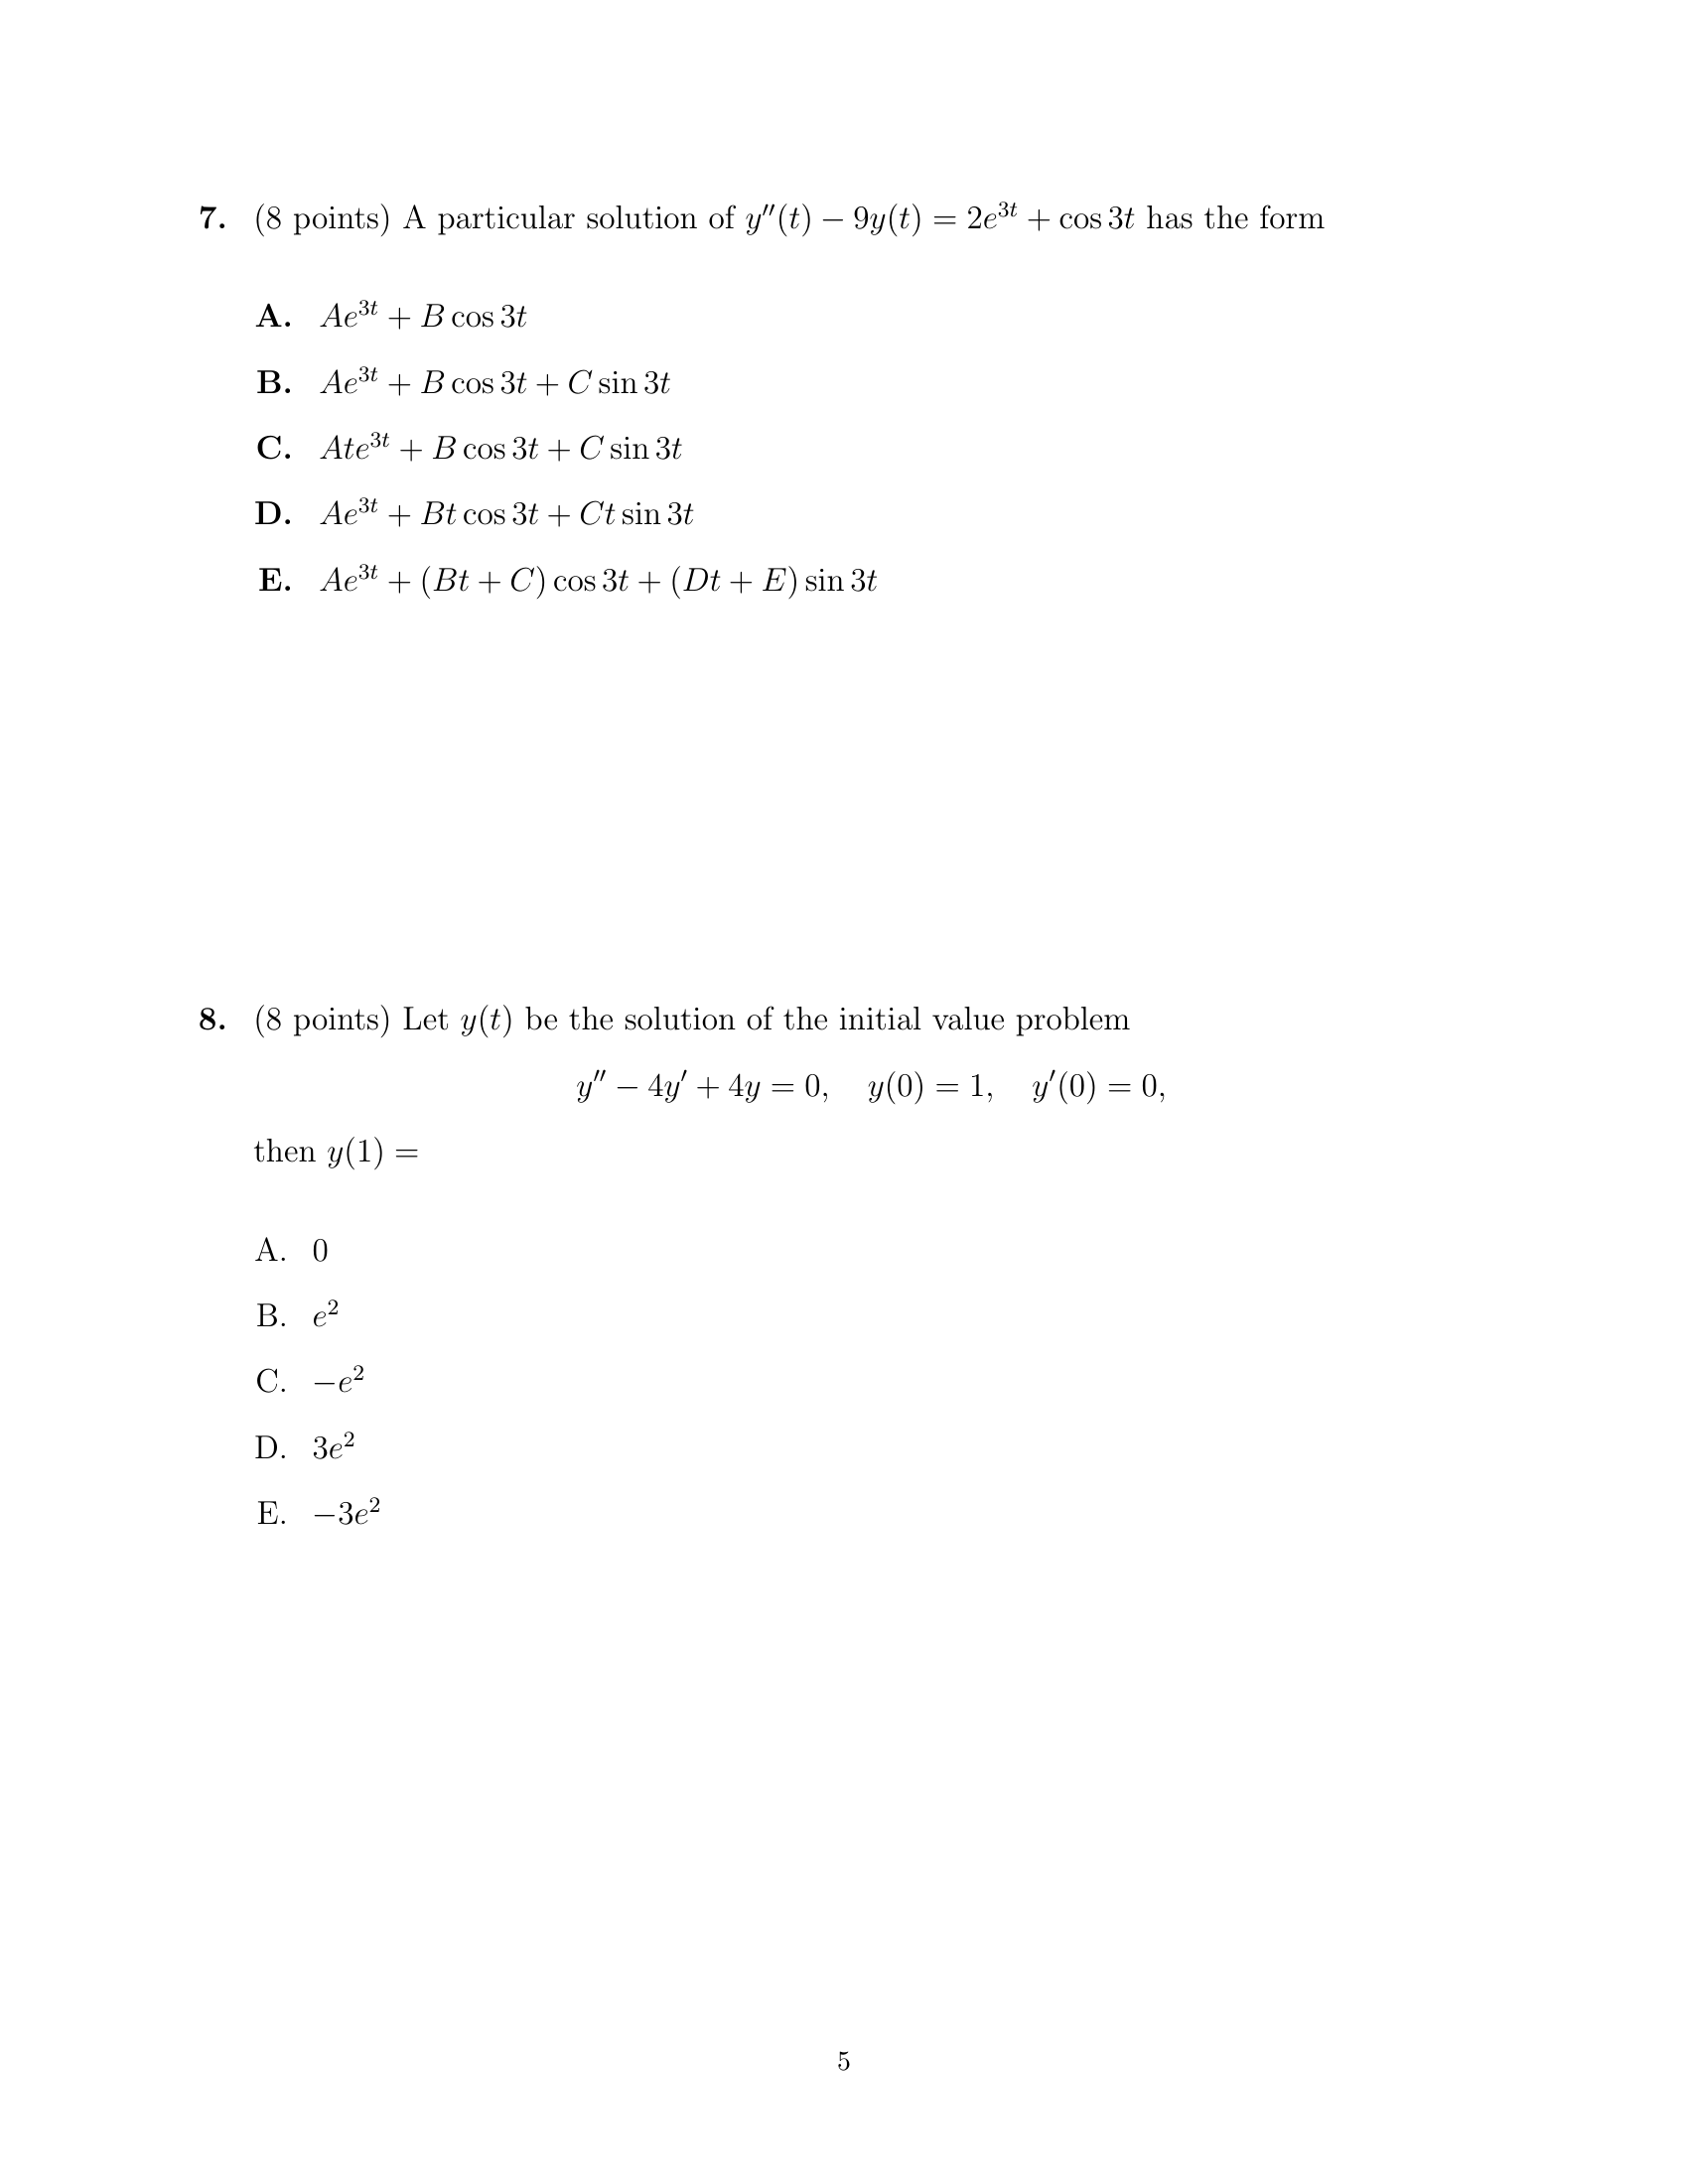 7. (8 points) A particular solution of $y''(t) - 9y(t) = 2e^{3t} + \cos 3t$ has the form
A. $Ae^{3t} + B\cos 3t$
B. $Ae^{3t} + B\cos 3t + C\sin 3t$
C. $Ate^{3t} + B\cos 3t + C\sin 3t$
D. $Ae^{3t} + Bt\cos 3t + Ct\sin 3t$
E. $Ae^{3t} + (Bt + C)\cos 3t + (Dt + E)\sin 3t$
8. (8 points) Let $y(t)$ be the solution of the initial value problem
$y'' - 4y' + 4y = 0, \quad y(0) = 1, \quad y'(0) = 0,$
then $y(1) =$
A. $0$
B. $e^2$
C. $-e^2$
D. $3e^2$
E. $-3e^2$
5